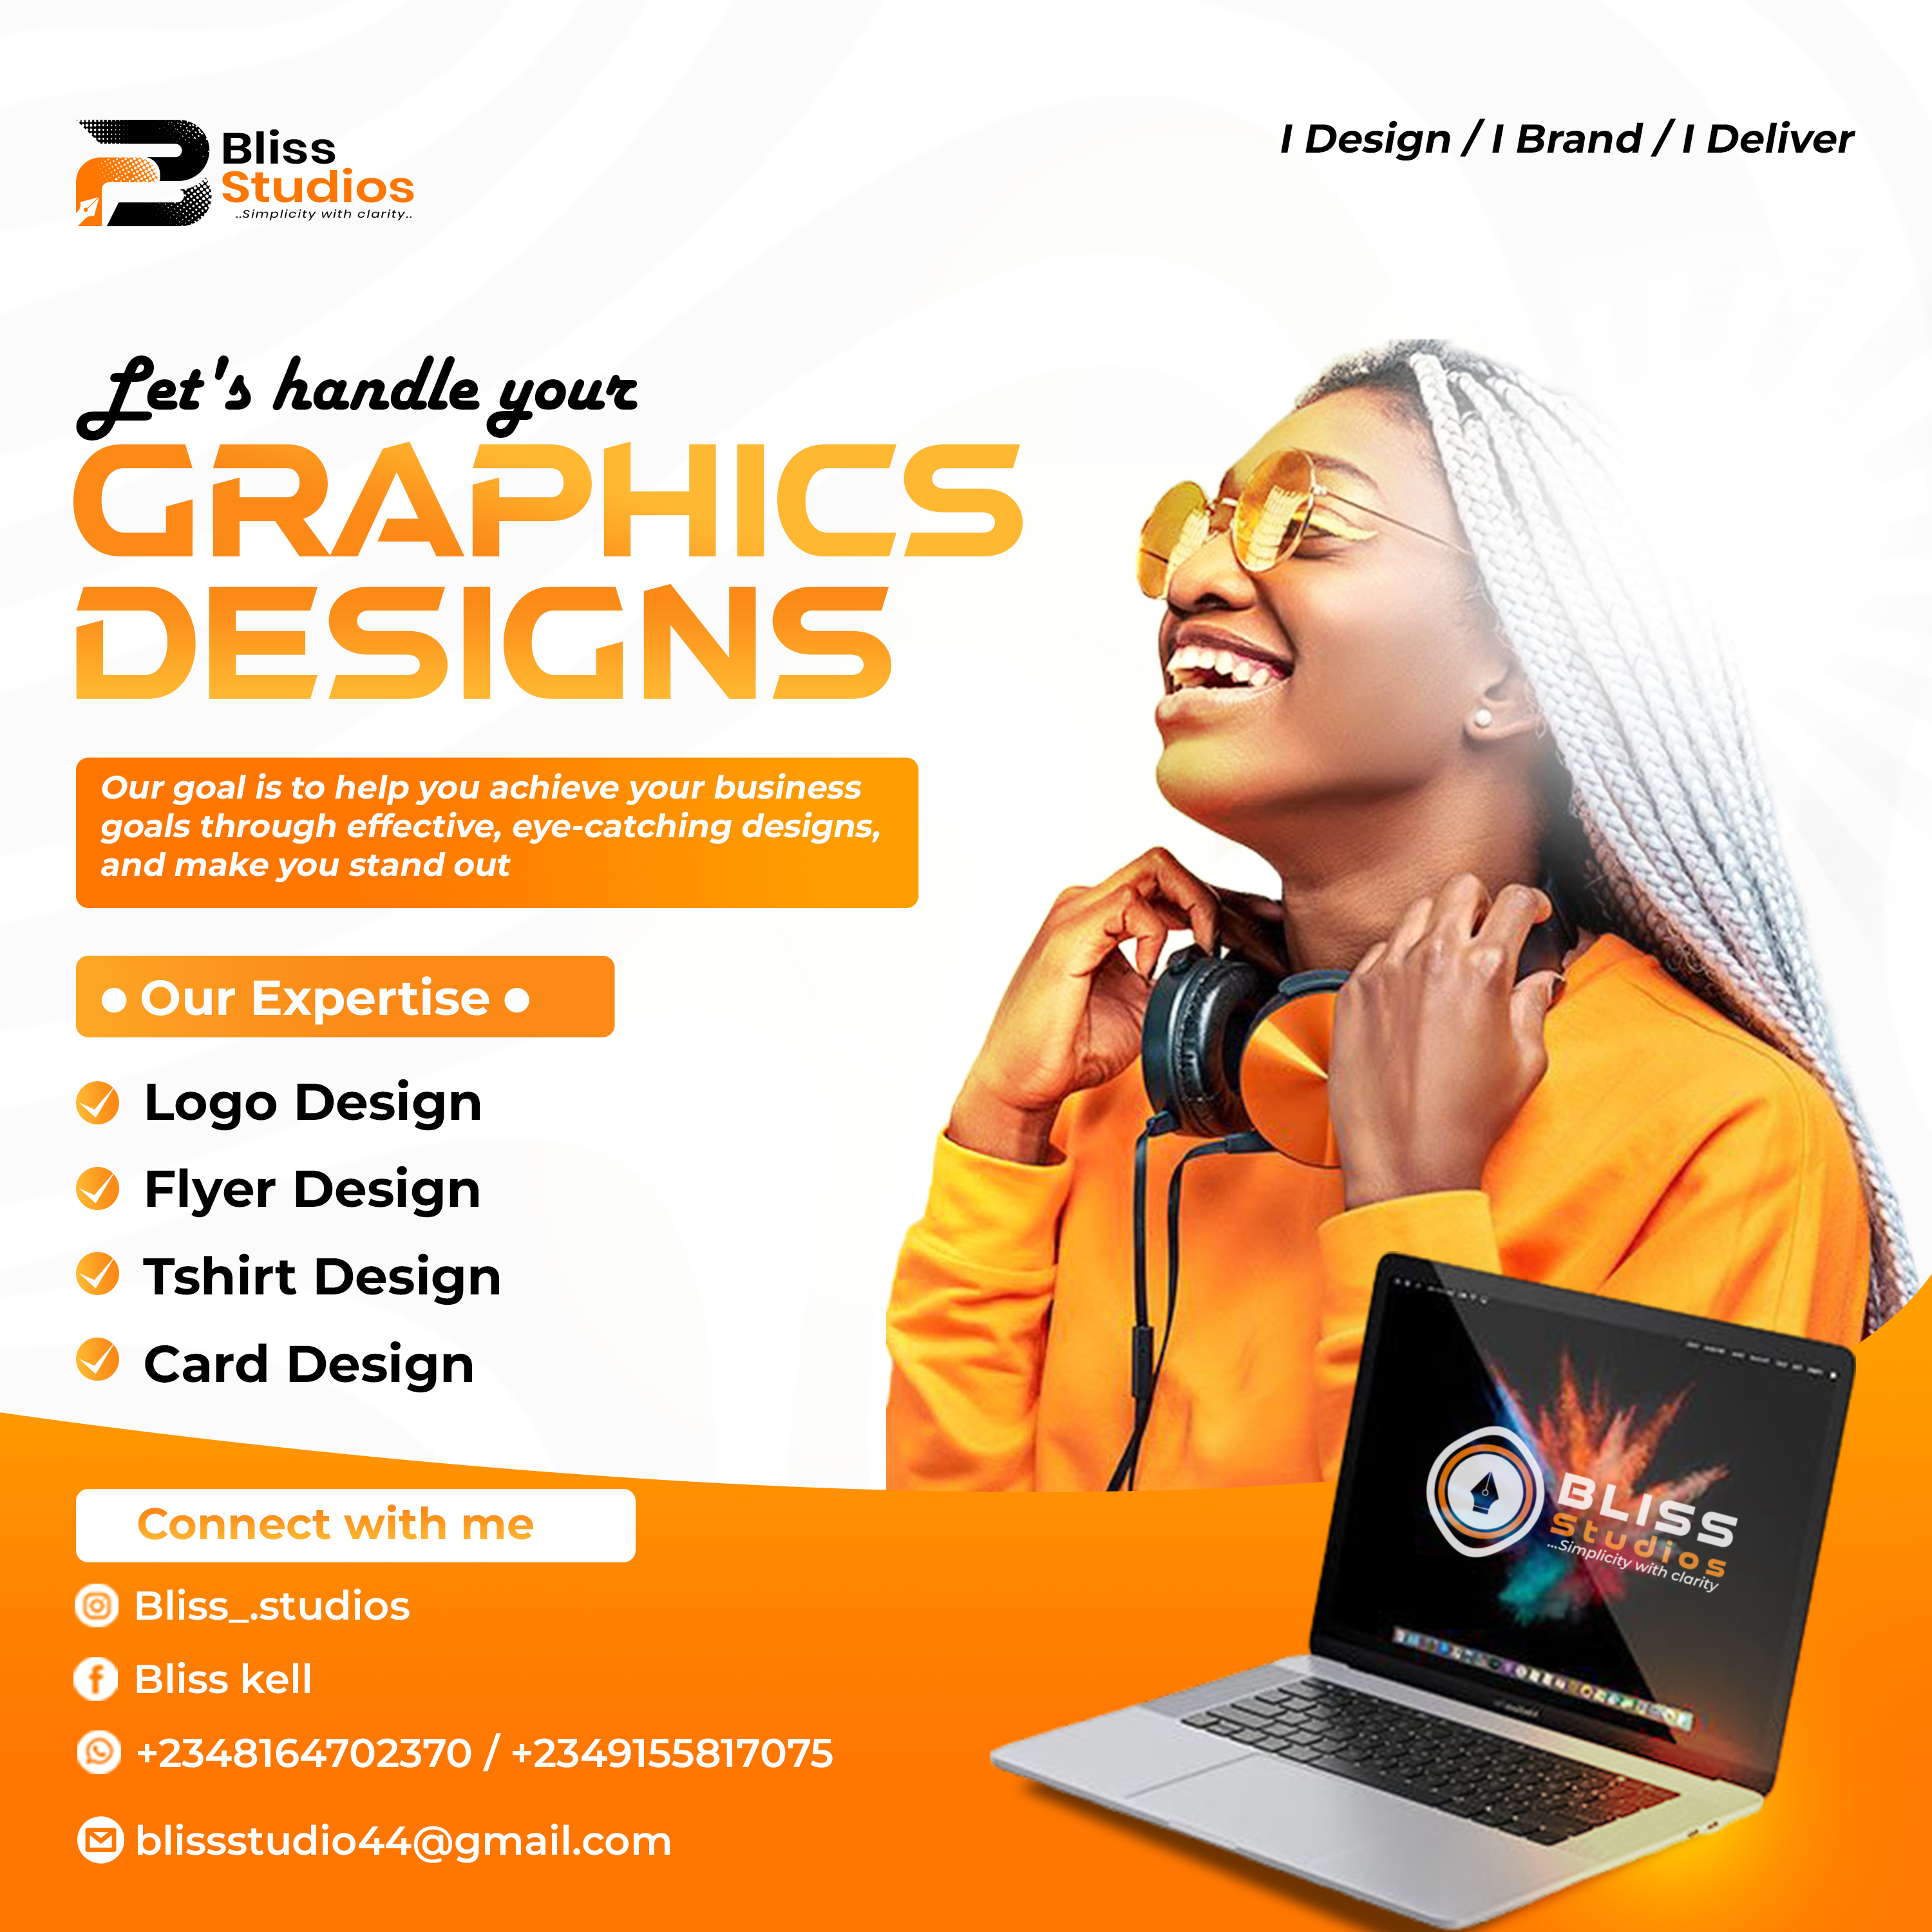 Bliss
Studios
..Simplicity with clarity..
I Design / I Brand / I Deliver
Let's handle your
GRAPHICS
DESIGNS
Our goal is to help you achieve your business
goals through effective, eye-catching designs,
and make you stand out
• Our Expertise •
Logo Design
Flyer Design
Tshirt Design
Card Design
Connect with me
Bliss_.studios
Bliss kell
+2348164702370 / +2349155817075
blissstudio44@gmail.com
BLISS
Studios
...Simplicity with clarity